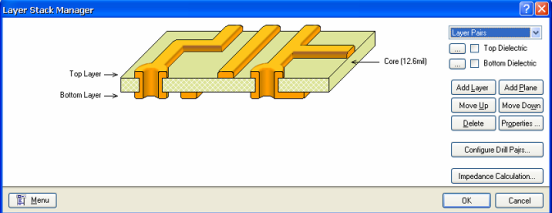 Layer Stack Manager
Layer Pairs
... Top Dielectric
... Bottom Dielectric
Top Layer
Core (12.6mil)
Bottom Layer
Add Layer Add Plane
Move Up Move Down
Delete Properties ...
Configure Drill Pairs...
Impedance Calculation...
Menu OK Cancel